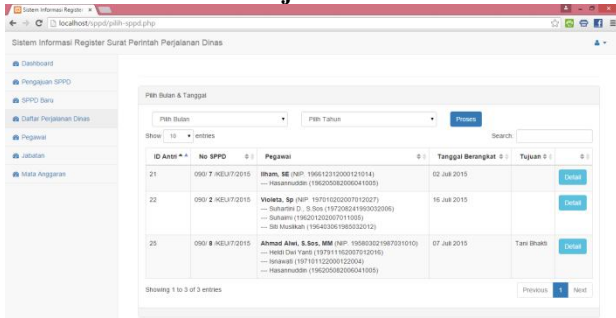 Sistem Informasi Register
localhost/sppd/pilih-sppd.php
Sistem Informasi Register Surat Perintah Perjalanan Dinas
Dashboard
Pengajuan SPPD
SPPD Baru
Daftar Perjalanan Dinas
Pegawai
Jabatan
Mata Anggaran
Pilih Bulan & Tanggal
Pilih Bulan Pilih Tahun Proses
Show 10 entries Search:
ID Antri No SPPD Pegawai Tanggal Berangkat Tujuan
21 090/ 7 /KEU/7/2015 Ilham, SE (NIP. 196612312000121014) 02 Juli 2015 Detail
--- Hasannuddin (196205082006041005)
22 090/ 2 /KEU/7/2015 Violeta, Sp (NIP. 197010202007012027) 16 Juli 2015 Detail
--- Suhartini D., S.Sos (197208241993032006)
--- Suhaimi (196201202007011005)
--- Siti Muslikah (196403061985032012)
25 090/ 8 /KEU/7/2015 Ahmad Alwi, S.Sos, MM (NIP. 195803021987031010) 07 Juli 2015 Tani Bhakti Detail
--- Heldi Dwi Yanti (197911162007012016)
--- Isnawati (197101122000122004)
--- Hasannuddin (196205082006041005)
Showing 1 to 3 of 3 entries Previous 1 Next